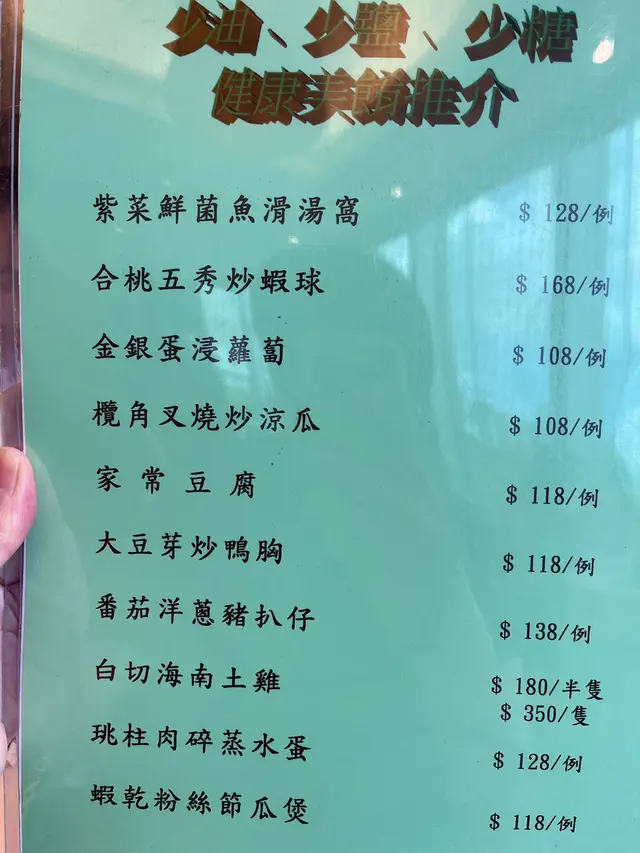 少油、少鹽、少糖
健康美餚推介
紫菜鮮菌魚滑湯窩 $ 128/例
合桃五秀炒蝦球 $ 168/例
金銀蛋浸蘿蔔 $ 108/例
欖角叉燒炒涼瓜 $ 108/例
家常豆腐 $ 118/例
大豆芽炒鴨胸 $ 118/例
番茄洋蔥豬扒仔 $ 138/例
白切海南土雞 $ 180/半隻
$ 350/隻
珧柱肉碎蒸水蛋 $ 128/例
蝦乾粉絲節瓜煲 $ 118/例